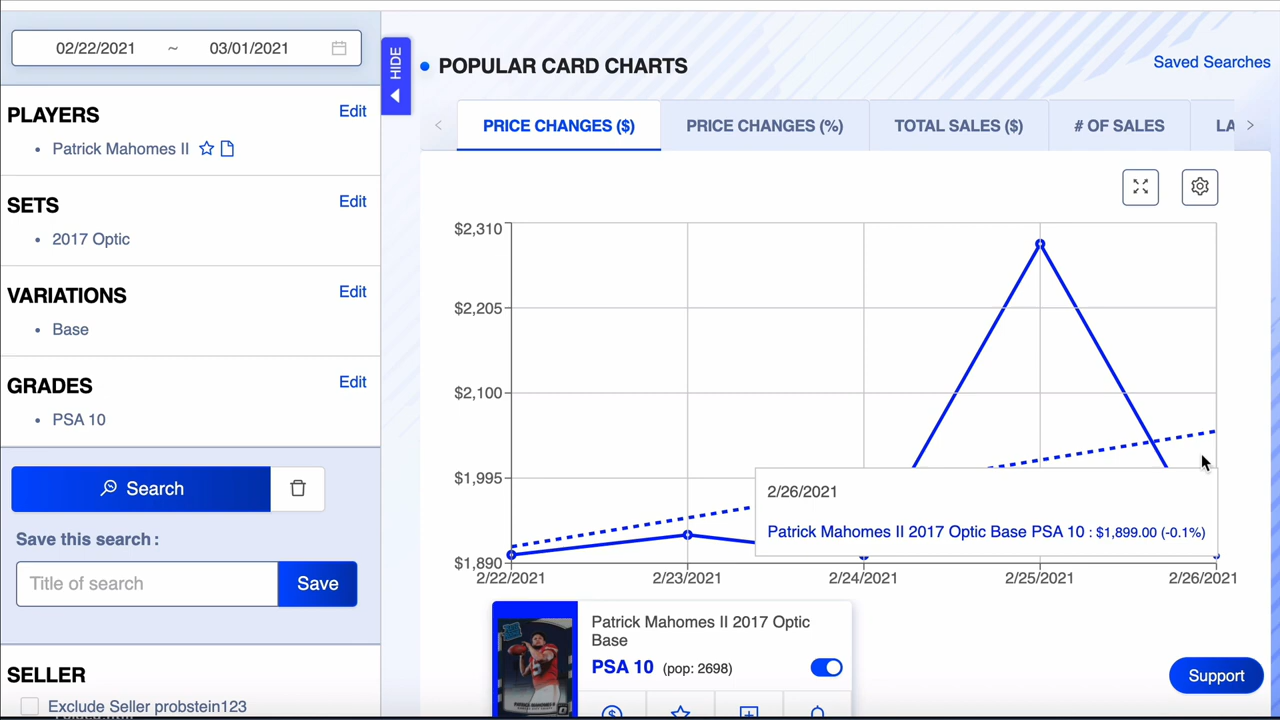 02/22/2021 ~ 03/01/2021
PLAYERS Edit
• Patrick Mahomes II
SETS Edit
• 2017 Optic
VARIATIONS Edit
• Base
GRADES Edit
• PSA 10
Search
Save this search :
Title of search Save
SELLER
Exclude Seller probstein123
HIDE
POPULAR CARD CHARTS
Saved Searches
< PRICE CHANGES ($) PRICE CHANGES (%) TOTAL SALES ($) # OF SALES LA >
$2,310
$2,205
$2,100
$1,995
$1,890
2/26/2021
Patrick Mahomes II 2017 Optic Base PSA 10 : $1,899.00 (-0.1%)
2/22/2021 2/23/2021 2/24/2021 2/25/2021 2/26/2021
Patrick Mahomes II 2017 Optic
Base
PSA 10 (pop: 2698)
PATRICK MAHOMES II
Support